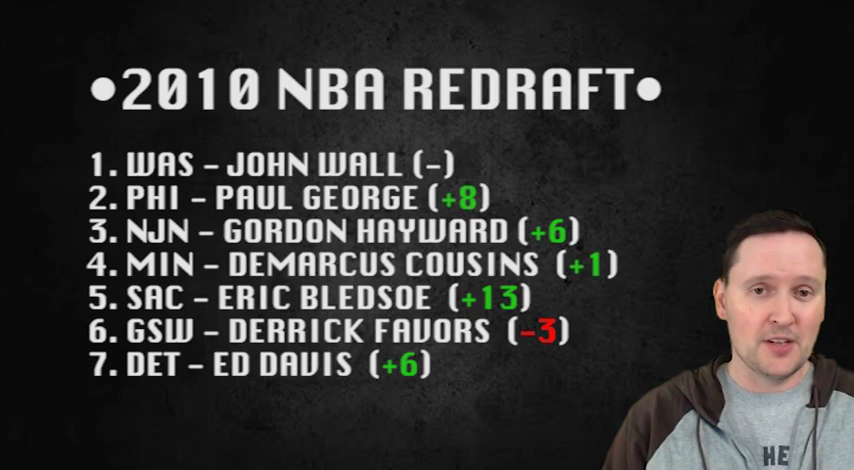 •2010 NBA REDRAFT•
1. WAS – JOHN WALL (–)
2. PHI – PAUL GEORGE (+8)
3. NJN – GORDON HAYWARD (+6)
4. MIN – DEMARCUS COUSINS (+1)
5. SAC – ERIC BLEDSOE (+13)
6. GSW – DERRICK FAVORS (–3)
7. DET – ED DAVIS (+6)
HE